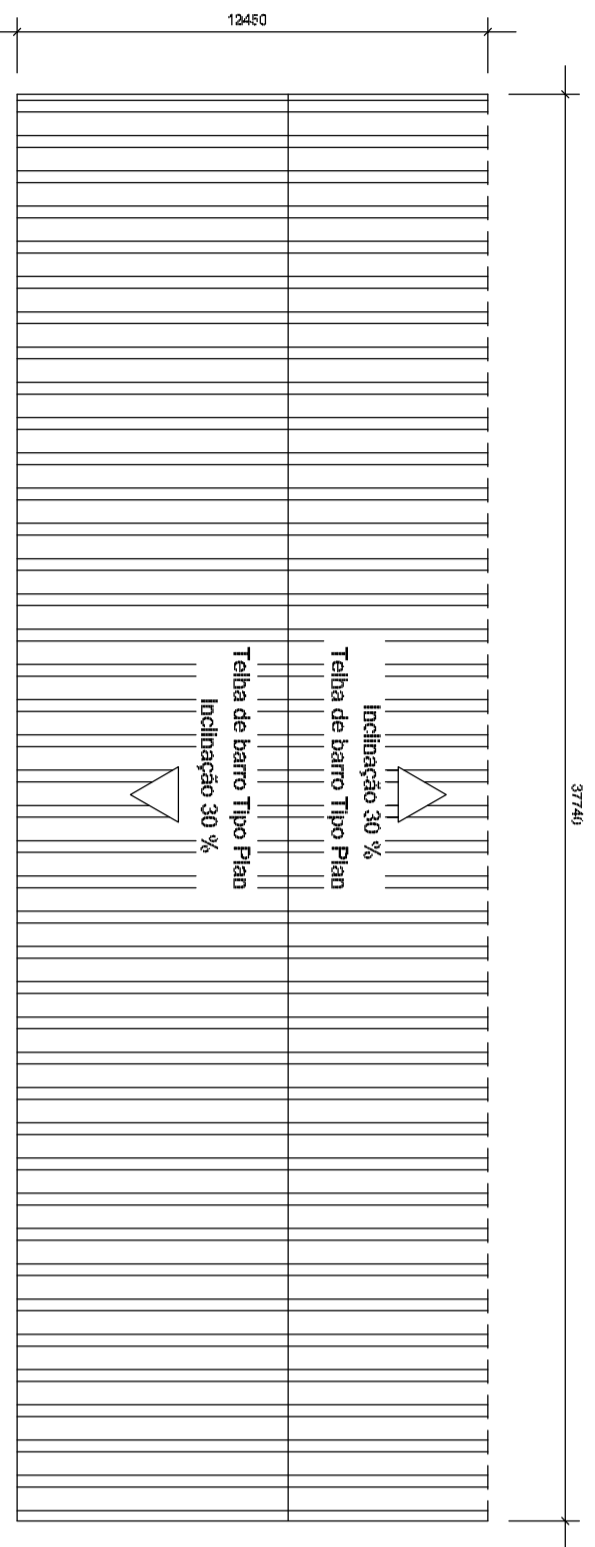 12450
37740
Inclinação 30 %
Telha de barro Tipo Plan
Telha de barro Tipo Plan
Inclinação 30 %